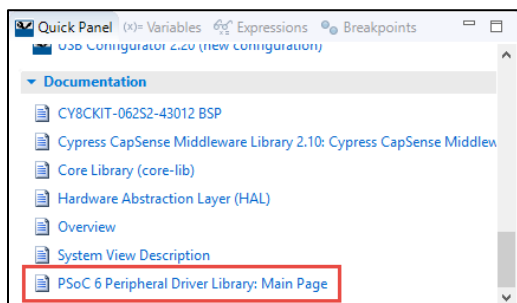 Quick Panel (x)= Variables Expressions Breakpoints
USB Configurator 2.20 (new configuration)
Documentation
CY8CKIT-062S2-43012 BSP
Cypress CapSense Middleware Library 2.10: Cypress CapSense Middlew
Core Library (core-lib)
Hardware Abstraction Layer (HAL)
Overview
System View Description
PSoC 6 Peripheral Driver Library: Main Page